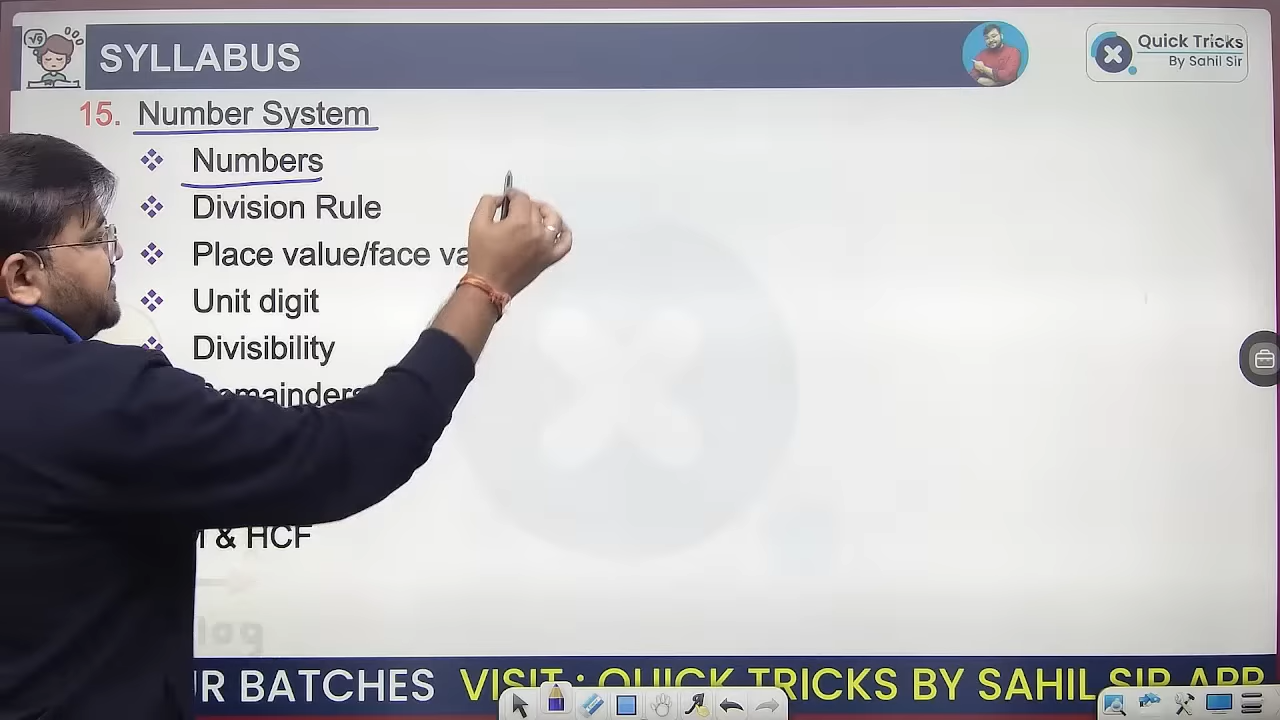 SYLLABUS
Quick Tricks
By Sahil Sir
15. Number System
Numbers
Division Rule
Place value/face va
Unit digit
Divisibility
Remainders
& HCF
R BATCHES VISIT : QUICK TRICKS BY SAHIL SIR APP